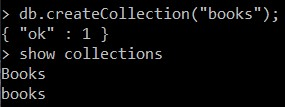 > db.createCollection("books");
{ "ok" : 1 }
> show collections
Books
books